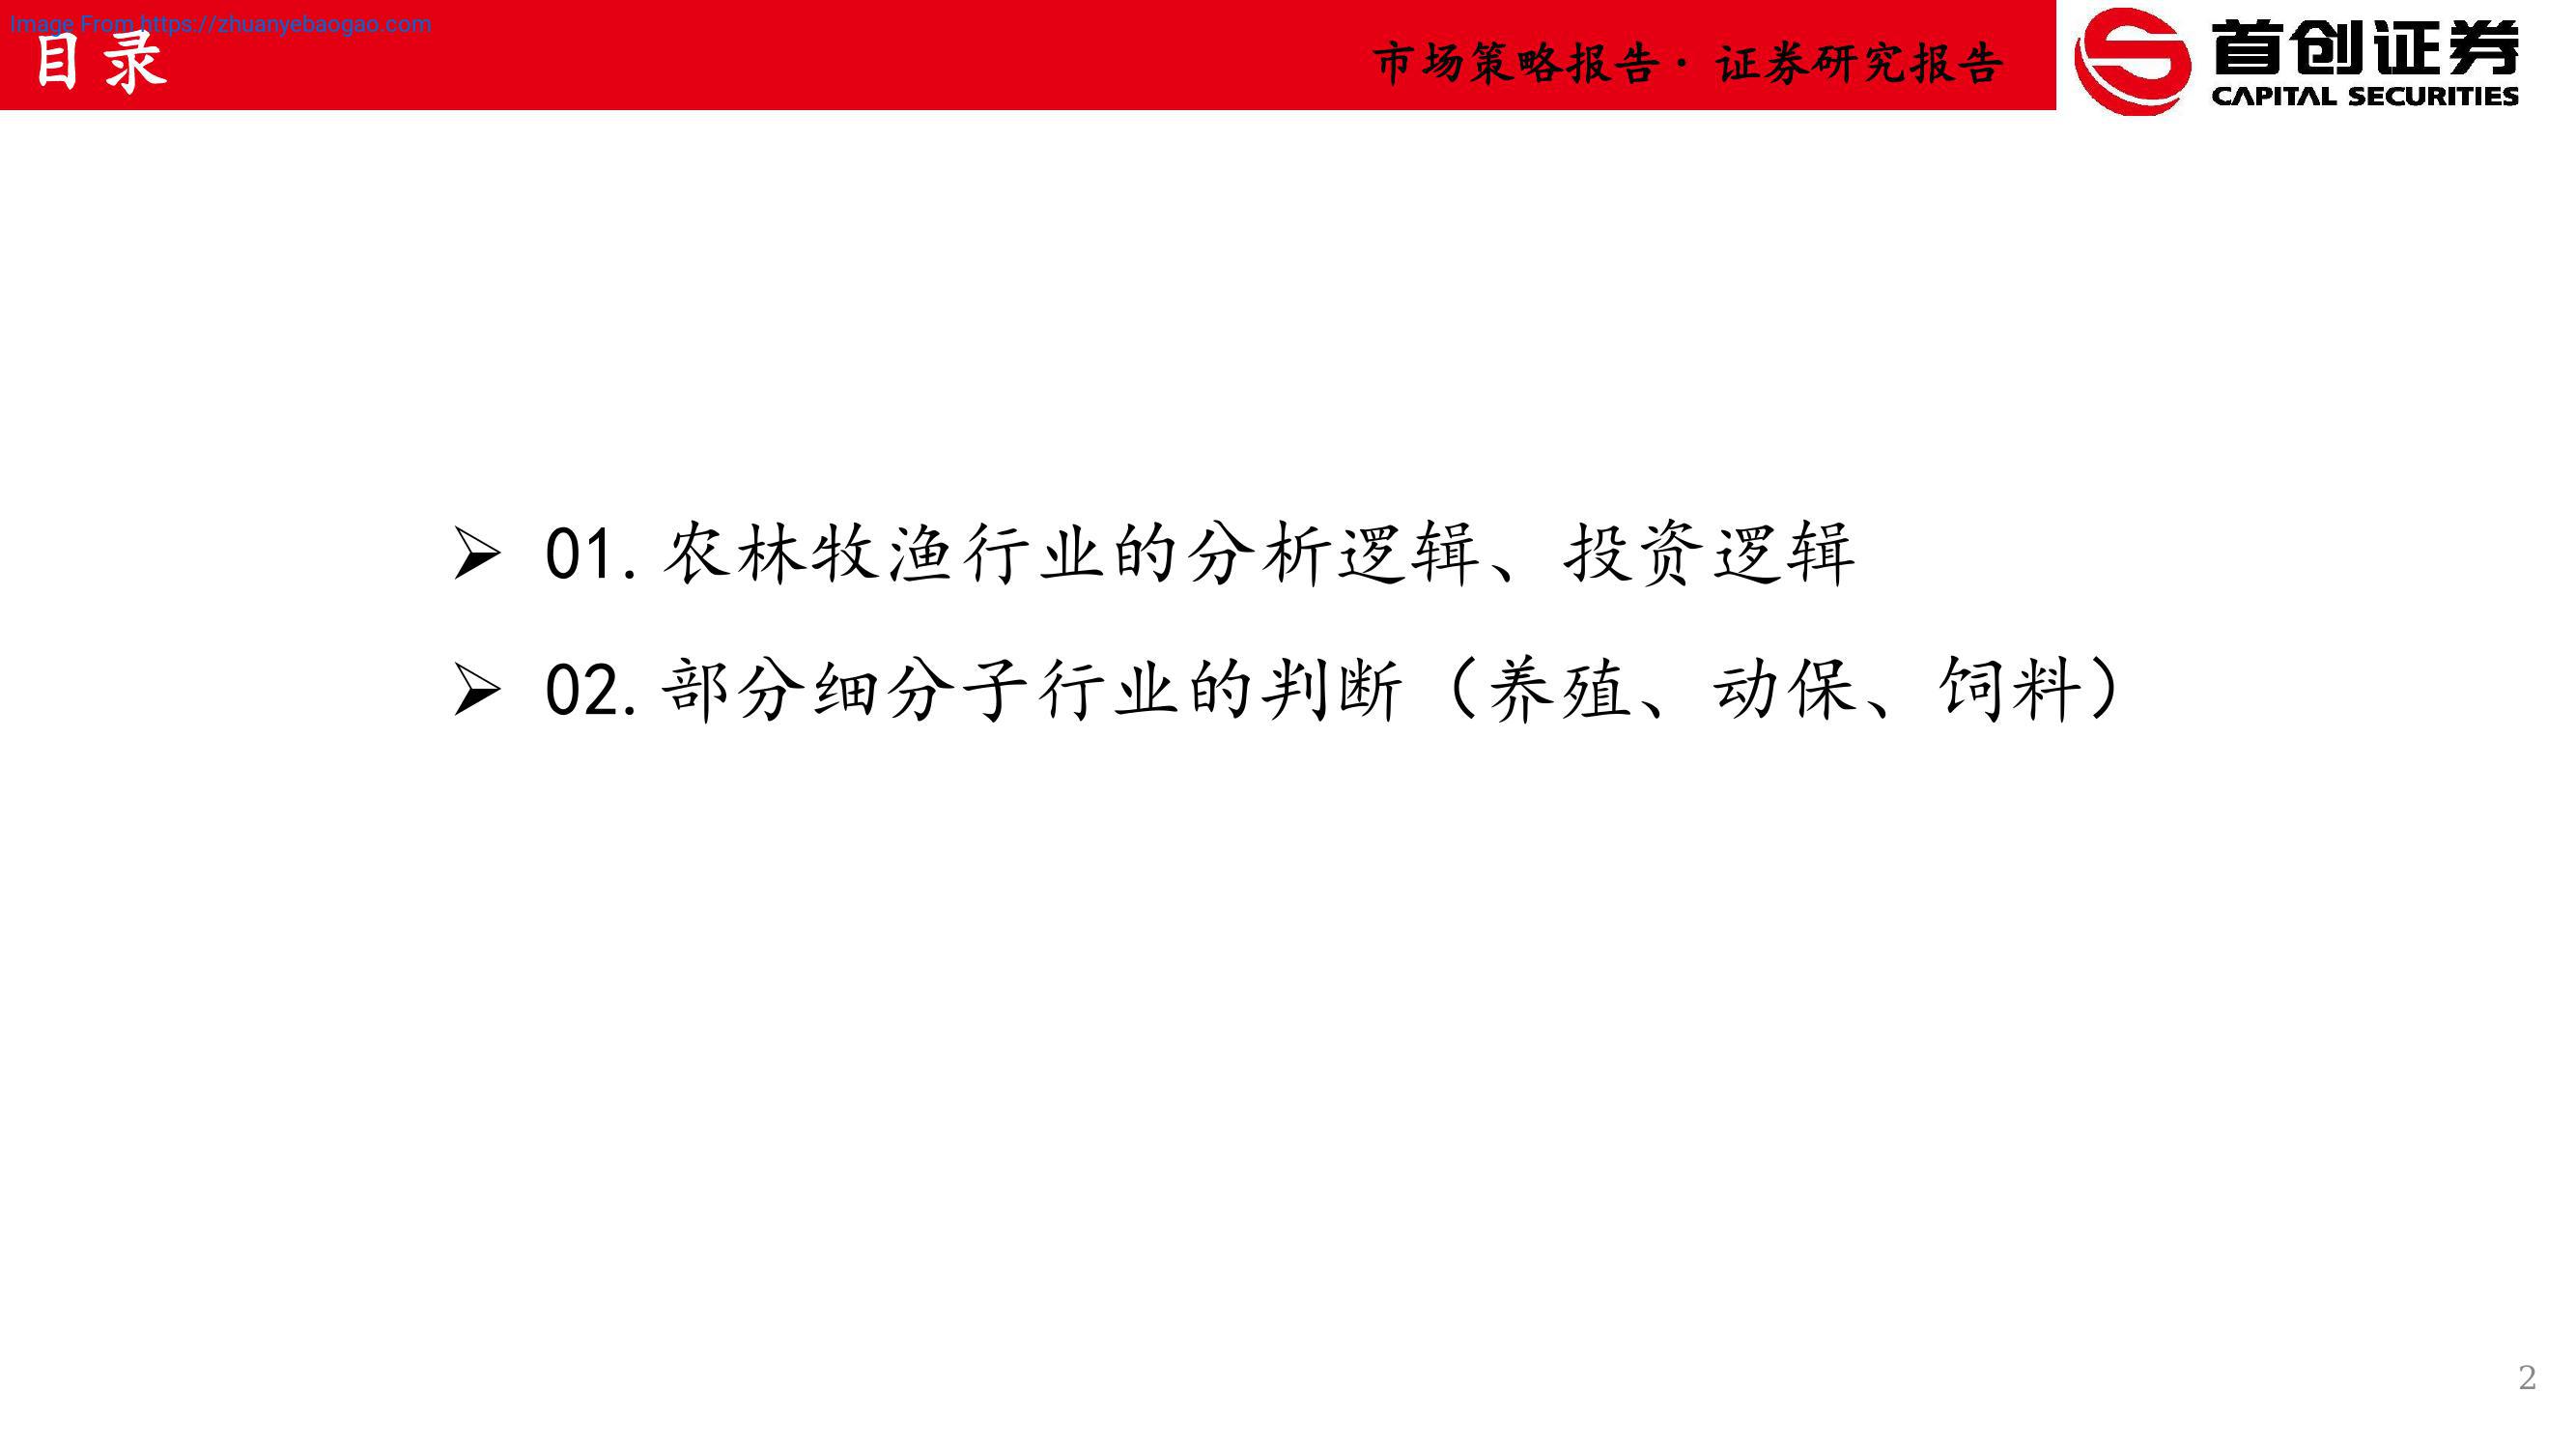 Image From https://zhuanyebaogao.com
目录
市场策略报告· 证券研究报告
首创证券
CAPITAL SECURITIES
➢ 01.农林牧渔行业的分析逻辑、投资逻辑
➢ 02.部分细分子行业的判断（养殖、动保、饲料）
2